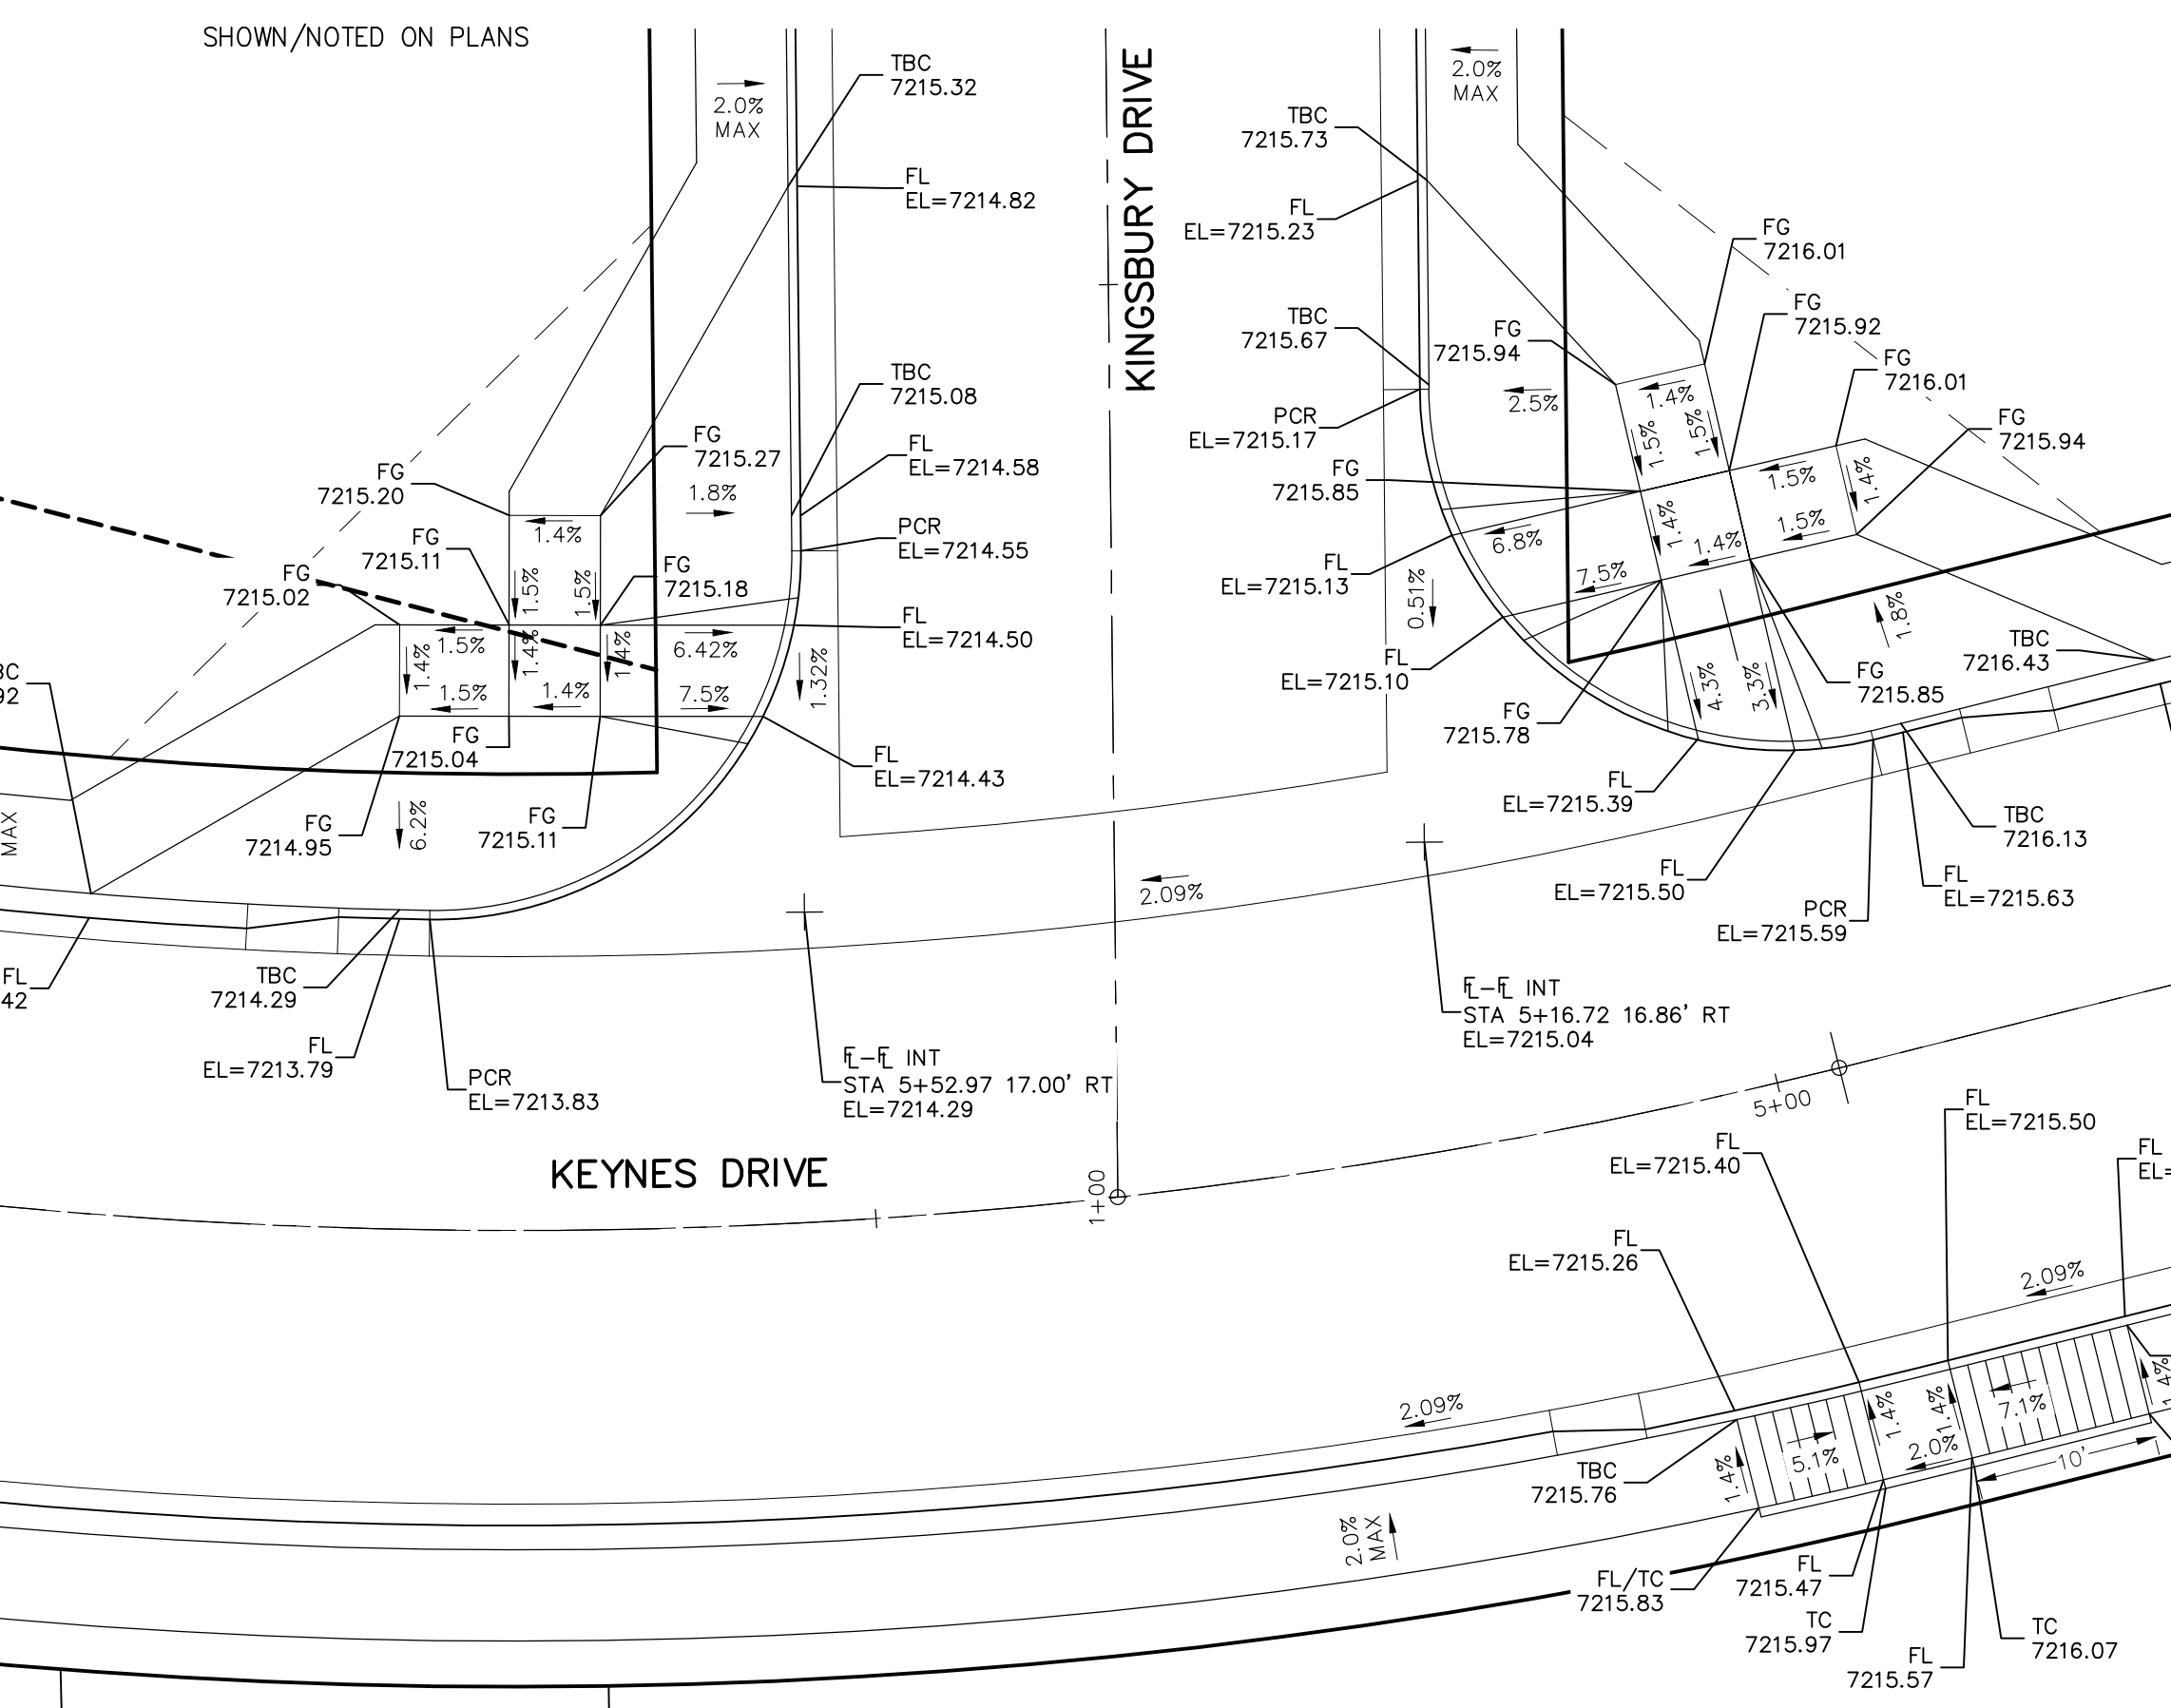 SHOWN/NOTED ON PLANS
2.0%
MAX
TBC
7215.32
FL
EL=7214.82
KINGSBURY DRIVE
2.0%
MAX
TBC
7215.73
FL
EL=7215.23
FG
7216.01
FG
7215.92
TBC
7215.67
FG
7215.94
FG
7216.01
TBC
7215.08
FL
EL=7214.58
PCR
EL=7214.55
FG
7215.27
FG
7215.20
1.8%
1.4%
FG
7215.11
FG
7215.18
FG
7215.02
1.5%
1.5%
1.5%
1.4%
1.4%
1.4%
6.42%
FL
EL=7214.50
1.5%
1.4%
7.5%
1.32%
FG
7215.04
FL
EL=7214.43
FG
7214.95
FG
7215.11
6.2%
MAX
BC
92
2.5%
PCR
EL=7215.17
FG
7215.85
1.4%
1.5%
1.5%
1.5%
1.4%
FG
7215.94
6.8%
1.4%
1.4%
1.5%
FL
EL=7215.13
7.5%
0.51%
FL
EL=7215.10
1.8%
TBC
7216.43
FG
7215.85
4.3%
3.3%
FG
7215.78
FL
EL=7215.39
TBC
7216.13
FL
EL=7215.50
FL
EL=7215.63
PCR
EL=7215.59
2.09%
FL
42
TBC
7214.29
FL
EL=7213.79
PCR
EL=7213.83
FL-FL INT
STA 5+52.97 17.00' RT
EL=7214.29
FL-FL INT
STA 5+16.72 16.86' RT
EL=7215.04
KEYNES DRIVE
1+00
5+00
FL
EL=7215.50
FL
EL=7215.40
FL
EL=
FL
EL=7215.26
2.09%
2.09%
1.4%
5.1%
1.4%
1.4%
2.0%
7.1%
1.4%
10'
TBC
7215.76
2.0%
MAX
FL/TC
7215.83
FL
7215.47
TC
7215.97
FL
7215.57
TC
7216.07